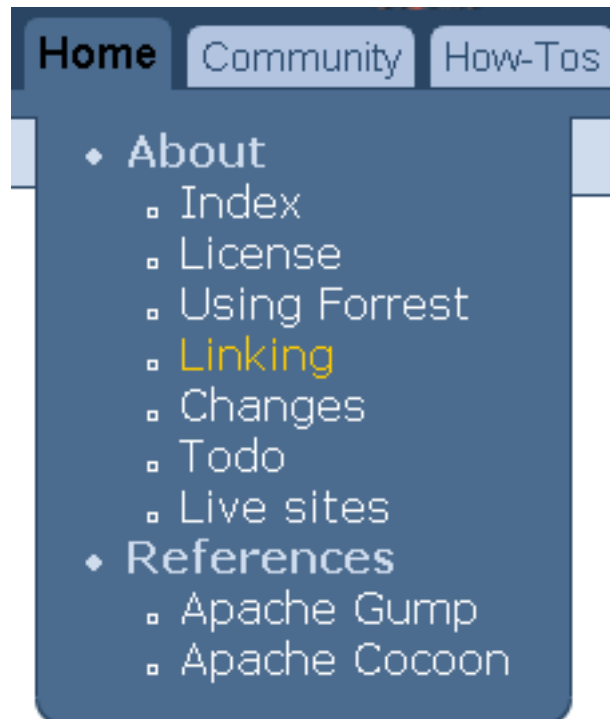 Home Community How-Tos
About
Index
License
Using Forrest
Linking
Changes
Todo
Live sites
References
Apache Gump
Apache Cocoon